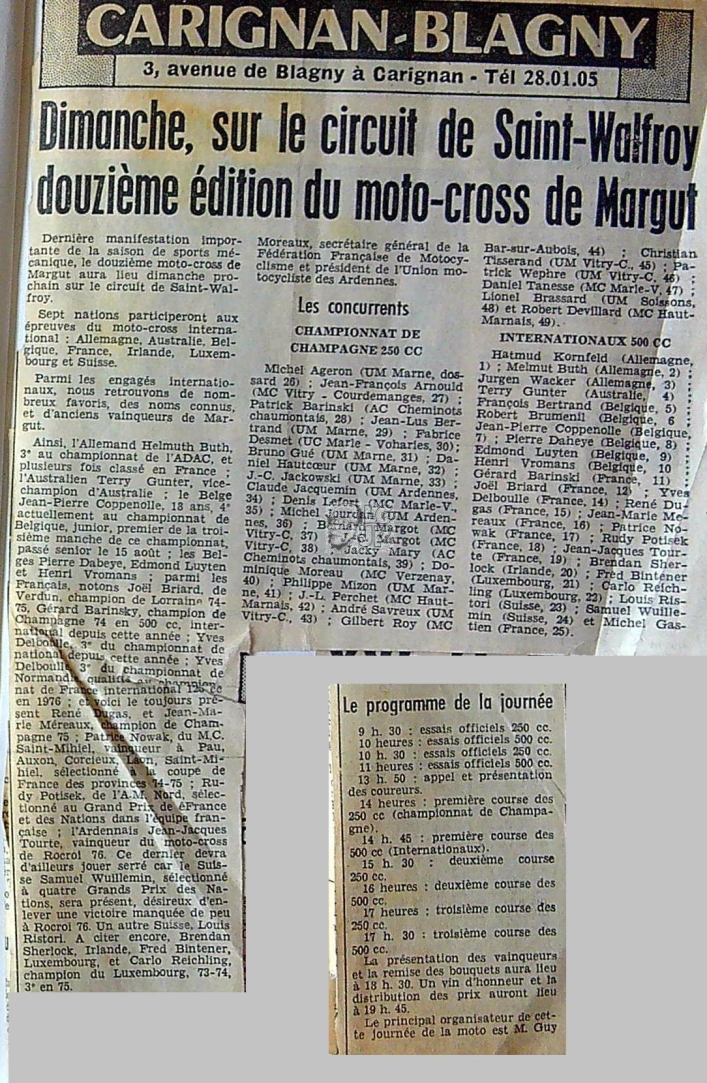 CARIGNAN-BLAGNY
3, avenue de Blagny à Carignan - Tél 28.01.05
Dimanche, sur le circuit de Saint-Walfroy
douzième édition du moto-cross de Margut
Dernière manifestation impor-
tante de la saison de sports mé-
canique, le douzième moto-cross de
Margut aura lieu dimanche pro-
chain sur le circuit de Saint-Wal-
froy.
Sept nations participeront aux
épreuves du moto-cross interna-
tional : Allemagne, Australie, Bel-
gique, France, Irlande, Luxem-
bourg et Suisse.
Parmi les engagés internatio-
naux, nous retrouvons de nom-
breux favoris, des noms connus,
et d'anciens vainqueurs de Mar-
gut.
Ainsi, l'Allemand Helmuth Buth,
3e au championnat de l'ADAC, et
plusieurs fois classé en France ;
l'Australien Terry Gunter, vice-
champion d'Australie ; le Belge
Jean-Pierre Coppenolle, 18 ans, 4e
actuellement au championnat de
Belgique, junior, premier de la troi-
sième manche de ce championnat,
passé senior le 15 août ; les Bel-
ges Pierre Dabeye, Edmond Luyten
et Henri Vromans ; parmi les
Français, notons Joël Briard, de
Verdun, champion de Lorraine 74-
75, Gérard Barinsky, champion de
Champagne 74 en 500 cc, inter-
national depuis cette année ; Yves
Delboulle, 3e du championnat de
national depuis cette année ; Yves
Delboulle, 3e du championnat de
Normandie, qualifié au champion-
nat de France international 125 cc
en 1976 ; et voici le toujours pré-
sent René Dugas, et Jean-Ma-
rie Méreaux, champion de Cham-
pagne 75 ; Patrice Nowak, du M.C.
Saint-Mihiel, vainqueur à Pau,
Auxon, Corcieux, Laon, Saint-Mi-
hiel, sélectionné à la coupe de
France des provinces 74-75 ; Ru-
dy Potisek, de l'A.M. Nord, sélec-
tionné au Grand Prix de éFrance
et des Nations dans l'équipe fran-
çaise ; l'Ardennais Jean-Jacques
Tourte, vainqueur du moto-cross
de Rocroi 76. Ce dernier devra
d'ailleurs jouer serré car le Suis-
se Samuel Wuillemin, sélectionné
à quatre Grands Prix des Na-
tions, sera présent, désireux d'en-
lever une victoire manquée de peu
à Rocroi 76. Un autre Suisse, Louis
Ristori. A citer encore, Brendan
Sherlock, Irlande, Fred Bintener,
Luxembourg, et Carlo Reichling,
champion du Luxembourg, 73-74,
3e en 75.
Moreaux, secrétaire général de la
Fédération Française de Motocy-
clisme et président de l'Union mo-
tocycliste des Ardennes.
Les concurrents
CHAMPIONNAT DE
CHAMPAGNE 250 CC
Michel Ageron (UM Marne, dos-
sard 26) ; Jean-François Arnould
(MC Vitry - Courdemanges, 27) ;
Patrick Barinski (AC Cheminots
chaumontais, 28) ; Jean-Lus Ber-
trand (UM Marne, 29) ; Fabrice
Desmet (UC Marle - Voharles, 30) ;
Bruno Gué (UM Marne, 31) ; Da-
niel Hautcœur (UM Marne, 32) ;
J.-C. Jackowski (UM Marne, 33) ;
Claude Jacquemin (UM Ardennes,
34) ; Denis Lefort (MC Marle-V.,
35) ; Michel Jourdin (UM Arden-
nes, 36) ; Margot (MC
Vitry-C, 37) Margot (MC
Vitry-C, 38) Jacky Mary (AC
Cheminots chaumontais, 39) ; Do-
minique Moreau (MC Verzenay,
40) ; Philippe Mizon (UM Mar-
ne, 41) ; J.-L. Perchet (MC Haut-
Marnais, 42) ; André Savreux (UM
Vitry-C., 43) ; Gilbert Roy (MC
Bar-sur-Aubois, 44) ; Christian
Tisserand (UM Vitry-C., 45) ; Pa-
trick Wephre (UM Vitry-C, 46) ;
Daniel Tanesse (MC Marle-V, 47) ;
Lionel Brassard (UM Soissons,
48) et Robert Devillard (MC Haut-
Marnais, 49).
INTERNATIONAUX 500 CC
Hatmud Kornfeld (Allemagne,
1) ; Melmut Buth (Allemagne, 2) ;
Jurgen Wacker (Allemagne, 3) ;
Terry Gunter (Australie, 4) ;
François Bertrand (Belgique, 5) ;
Robert Brumenil (Belgique, 6 ;
Jean-Pierre Coppenolle (Belgique,
7) ; Pierre Daheye (Belgique, 8) ;
Edmond Luyten (Belgique, 9) ;
Henri Vromans (Belgique, 10 ;
Gérard Barinski (France, 11) ;
Joël Briard (France, 12) ; Yves
Delboulle (France, 14) ; René Du-
gas (France, 15) ; Jean-Marie Me-
reaux (France, 16) ; Patrice No-
wak (France, 17) ; Rudy Potisek
(France, 18) ; Jean-Jacques Tour-
te (France, 19) ; Brendan Sher-
lock (Irlande, 20) ; Fred Bintener
(Luxembourg, 21) ; Carlo Reich-
ling (Luxembourg, 22) ; Louis Ris-
tori (Suisse, 23) ; Samuel Wuille-
min (Suisse, 24) et Michel Gas-
tien (France, 25).
Le programme de la journée
9 h. 30 : essais officiels 250 cc.
10 heures : essais officiels 500 cc.
10 h. 30 : essais officiels 250 cc.
11 heures : essais officiels 500 cc.
13 h. 50 : appel et présentation
des coureurs.
14 heures : première course des
250 cc (championnat de Champa-
gne).
14 h. 45 : première course des
500 cc (Internationaux).
15 h. 30 : deuxième course
250 cc.
16 heures : deuxième course des
500 cc.
17 heures : troisième course des
250 cc.
17 h. 30 : troisième course des
500 cc.
La présentation des vainqueurs
et la remise des bouquets aura lieu
à 18 h. 30. Un vin d'honneur et la
distribution des prix auront lieu
à 19 h. 45.
Le principal organisateur de cet-
te journée de la moto est M. Guy